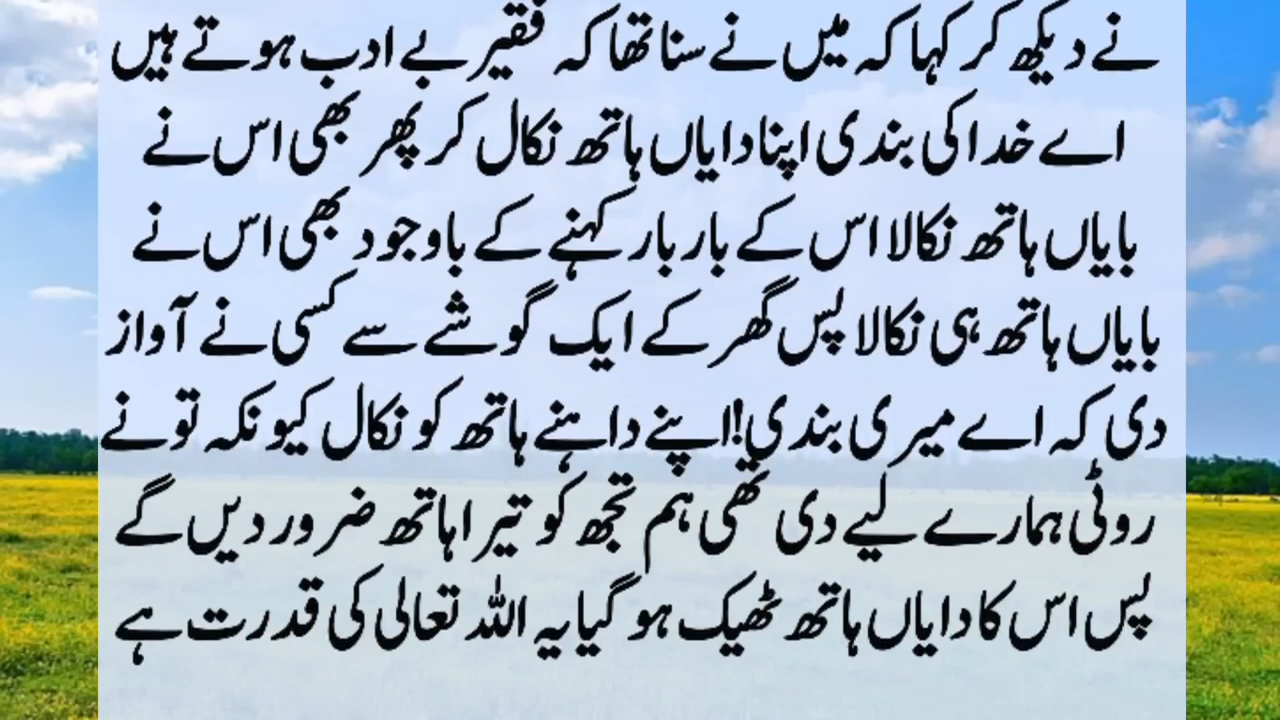 نے دیکھ کر کہا کہ میں نے سنا تھا کہ فقیر بے ادب ہوتے ہیں
اے خدا کی بندی اپنا دایاں ہاتھ نکال کر پھر بھی اس نے
بایاں ہاتھ نکالا اس کے بار بار کہنے کے باوجود بھی اس نے
بایاں ہاتھ ہی نکالا پس گھر کے ایک گوشے سے کسی نے آواز
دی کہ اے میری بندی!اپنے داہنے ہاتھ کو نکال کیونکہ تو نے
روٹی ہمارے لیے دی تھی ہم تجھ کو تیرا ہاتھ ضرور دیں گے
پس اس کا دایاں ہاتھ ٹھیک ہو گیا یہ اللہ تعالی کی قدرت ہے